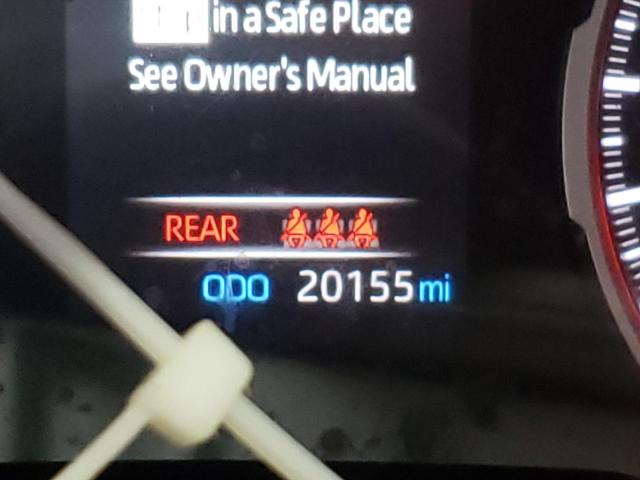 in a Safe Place
See Owner's Manual
REAR
ODO 20155 mi